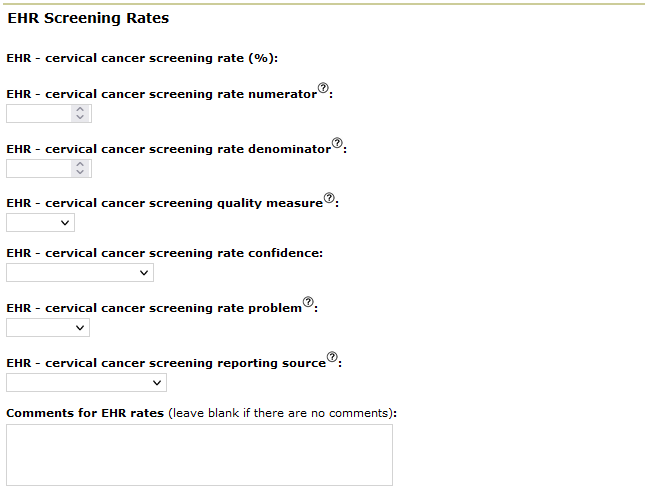 EHR Screening Rates
EHR - cervical cancer screening rate (%):
EHR - cervical cancer screening rate numerator?:
EHR - cervical cancer screening rate denominator?:
EHR - cervical cancer screening quality measure?:
EHR - cervical cancer screening rate confidence:
EHR - cervical cancer screening rate problem?:
EHR - cervical cancer screening reporting source?:
Comments for EHR rates (leave blank if there are no comments):